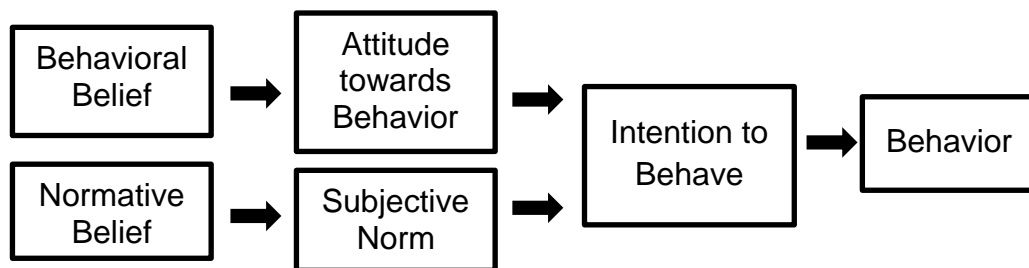 Behavioral
Belief
Attitude
towards
Behavior
Normative
Belief
Subjective
Norm
Intention to
Behave
Behavior